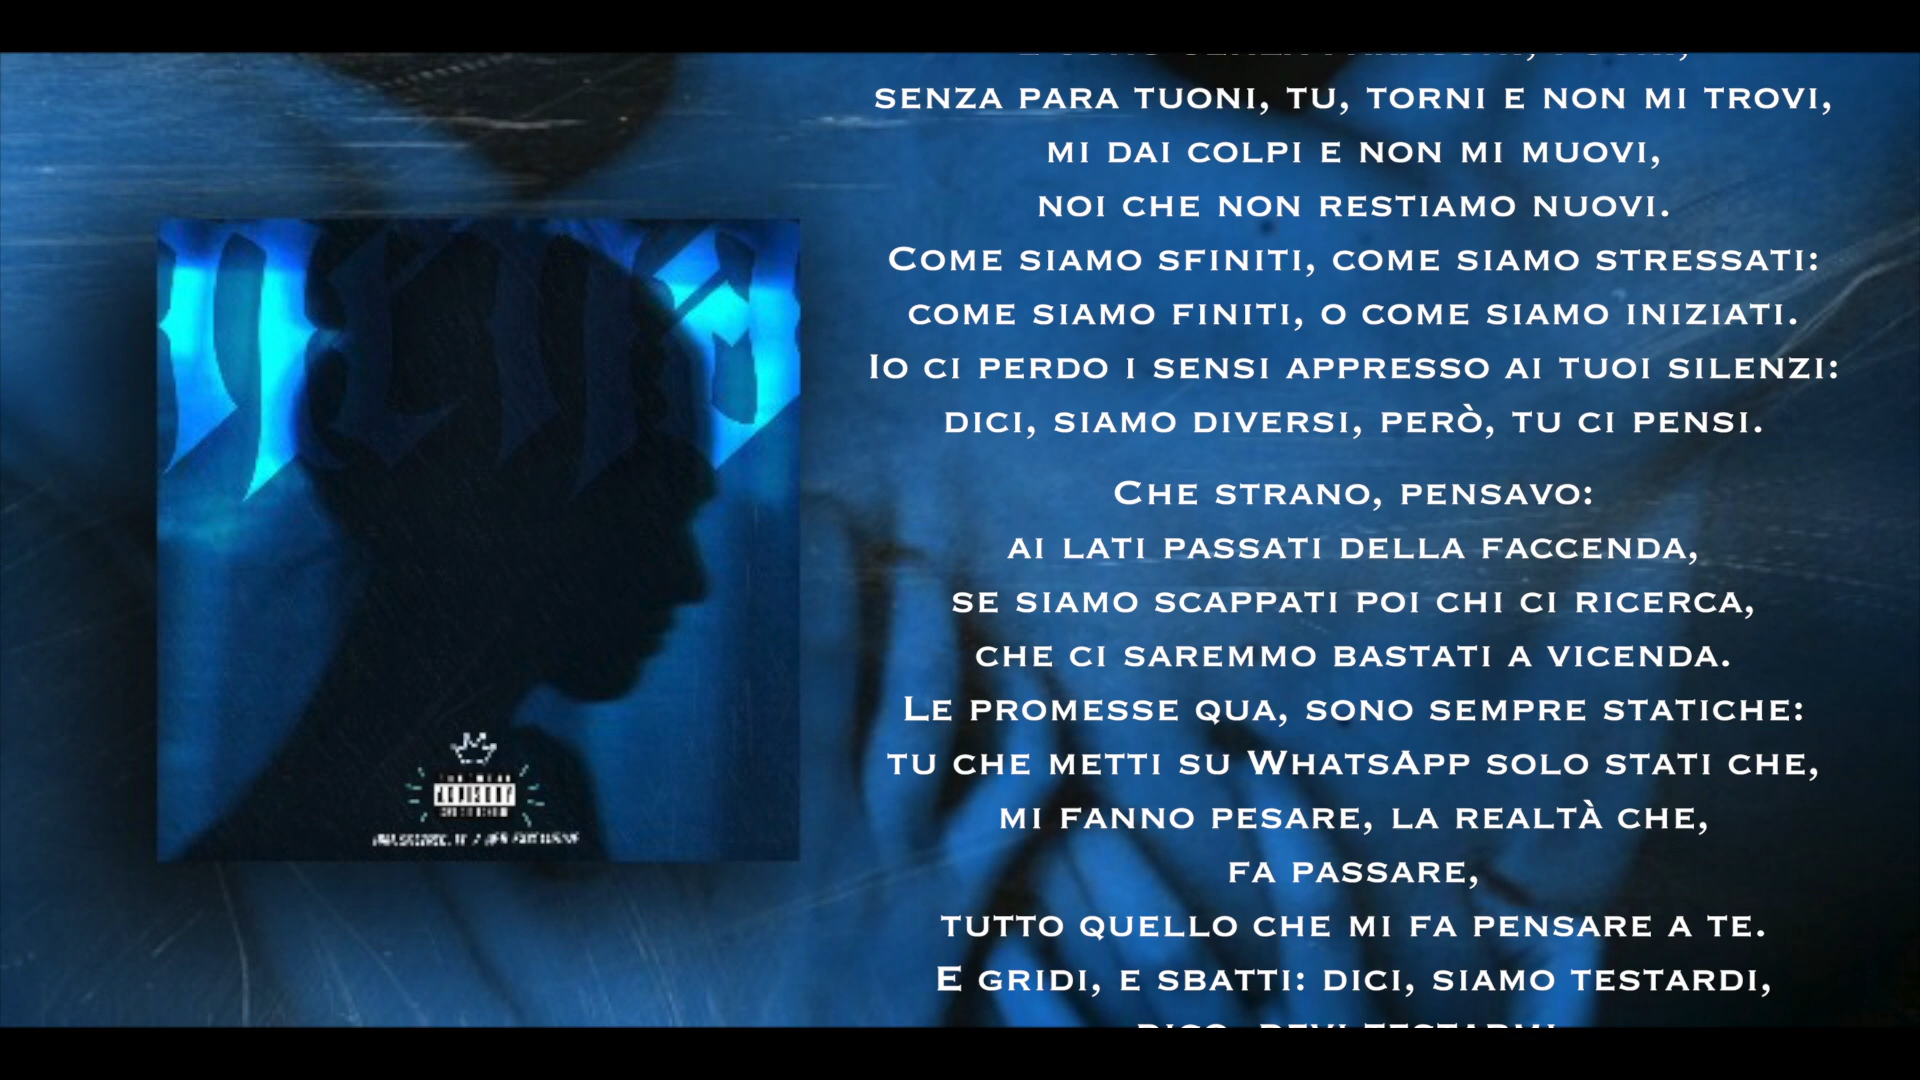 senza para tuoni, tu, torni e non mi trovi,
mi dai colpi e non mi muovi,
noi che non restiamo nuovi.
Come siamo sfiniti, come siamo stressati:
come siamo finiti, o come siamo iniziati.
Io ci perdo i sensi appresso ai tuoi silenzi:
dici, siamo diversi, però, tu ci pensi.
Che strano, pensavo:
ai lati passati della faccenda,
se siamo scappati poi chi ci ricerca,
che ci saremmo bastati a vicenda.
Le promesse qua, sono sempre statiche:
tu che metti su WhatsApp solo stati che,
mi fanno pesare, la realtà che,
fa passare,
tutto quello che mi fa pensare a te.
E gridi, e sbatti: dici, siamo testardi,
dico, devi testarmi
ADVISORY